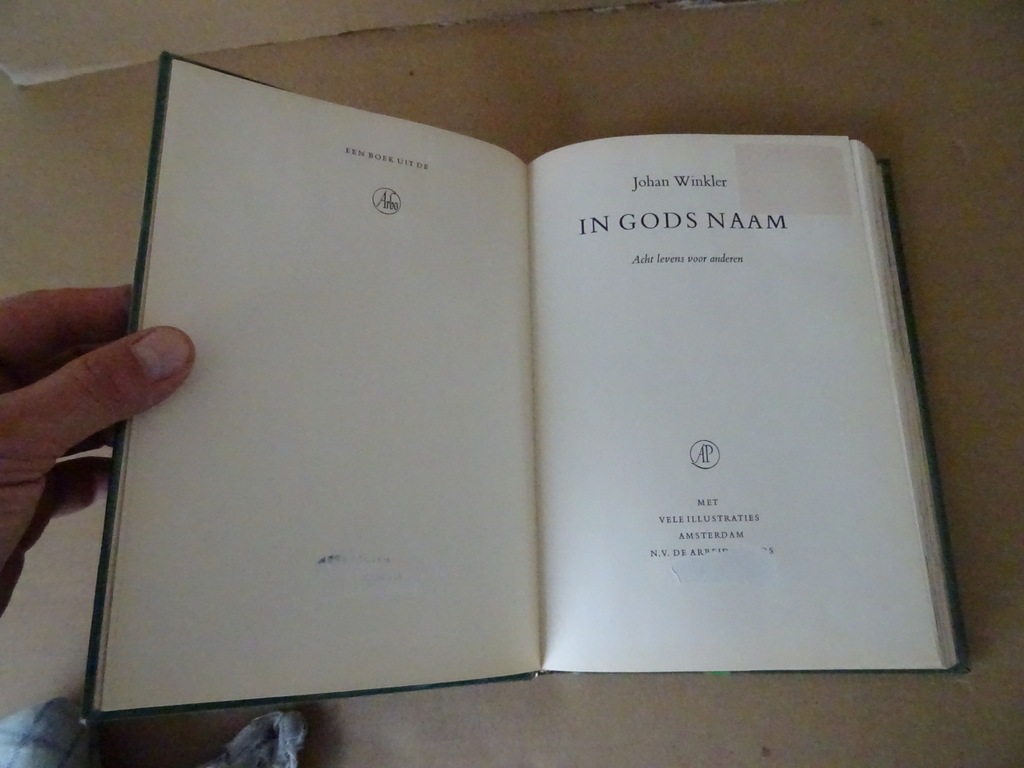 EEN BOEK UIT DE
Arbo
Johan Winkler
IN GODS NAAM
Acht levens voor anderen
AP
MET
VELE ILLUSTRATIES
AMSTERDAM
N.V. DE